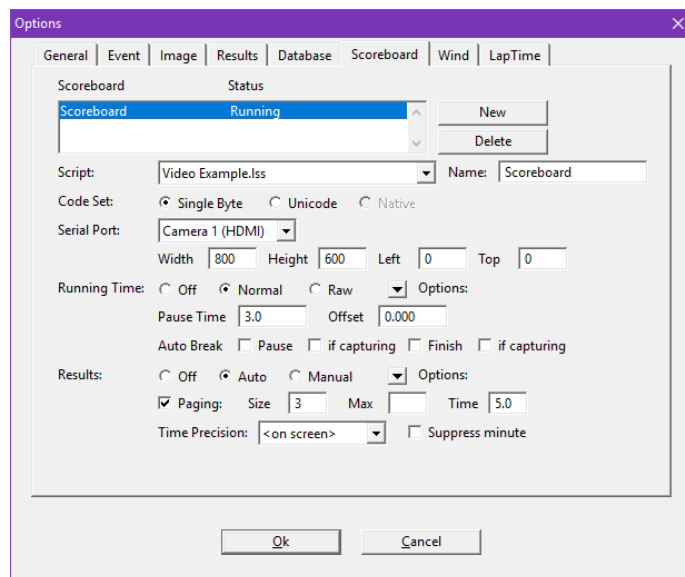 Options
General Event Image Results Database Scoreboard Wind LapTime
Scoreboard Status
Scoreboard Running
New
Delete
Script: Video Example.lss Name: Scoreboard
Code Set: Single Byte Unicode Native
Serial Port: Camera 1 (HDMI)
Width 800 Height 600 Left 0 Top 0
Running Time: Off Normal Raw Options:
Pause Time 3.0 Offset 0.000
Auto Break Pause if capturing Finish if capturing
Results: Off Auto Manual Options:
Paging: Size 3 Max Time 5.0
Time Precision: <on screen> Suppress minute
Ok Cancel